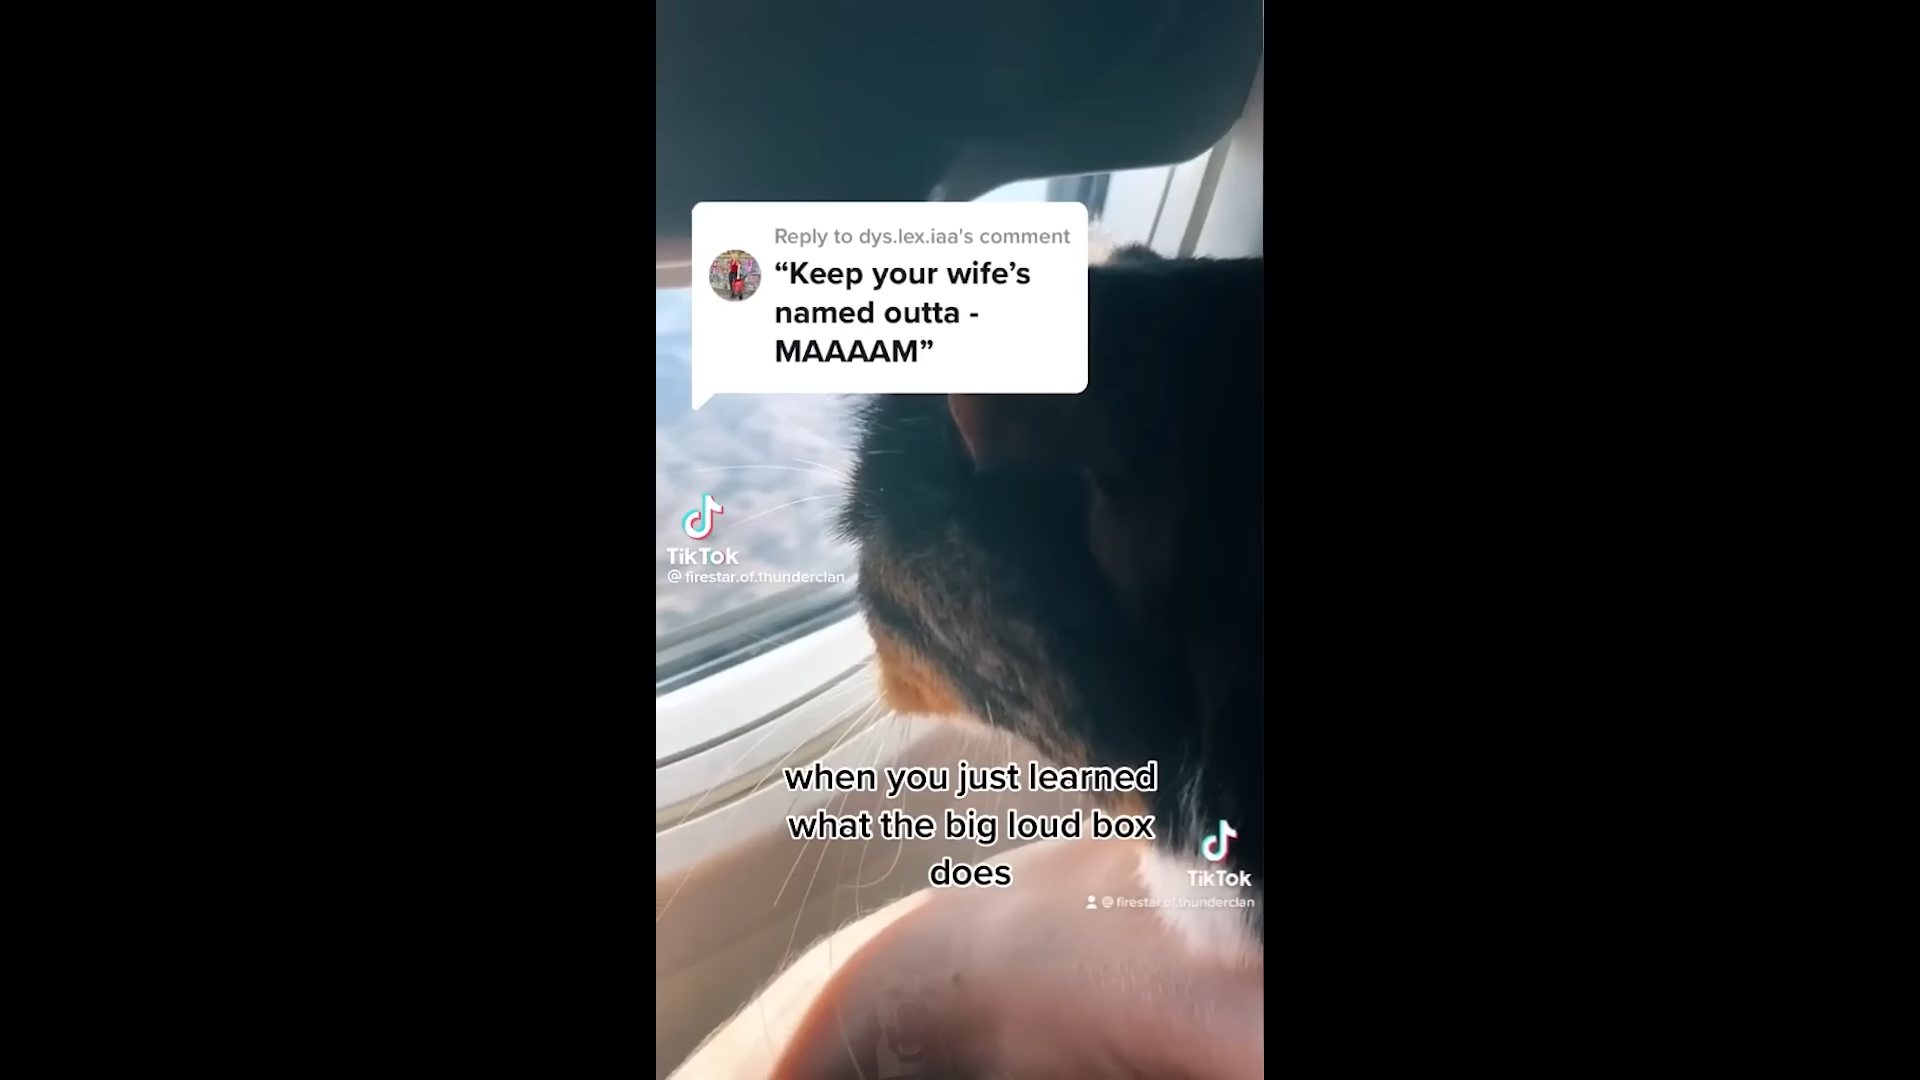 Reply to dys.lex.iaa's comment
“Keep your wife’s
named outta -
MAAAAM”
TikTok
@firestar.of.thunderclan
when you just learned
what the big loud box
does
TikTok
@firestar.of.thunderclan